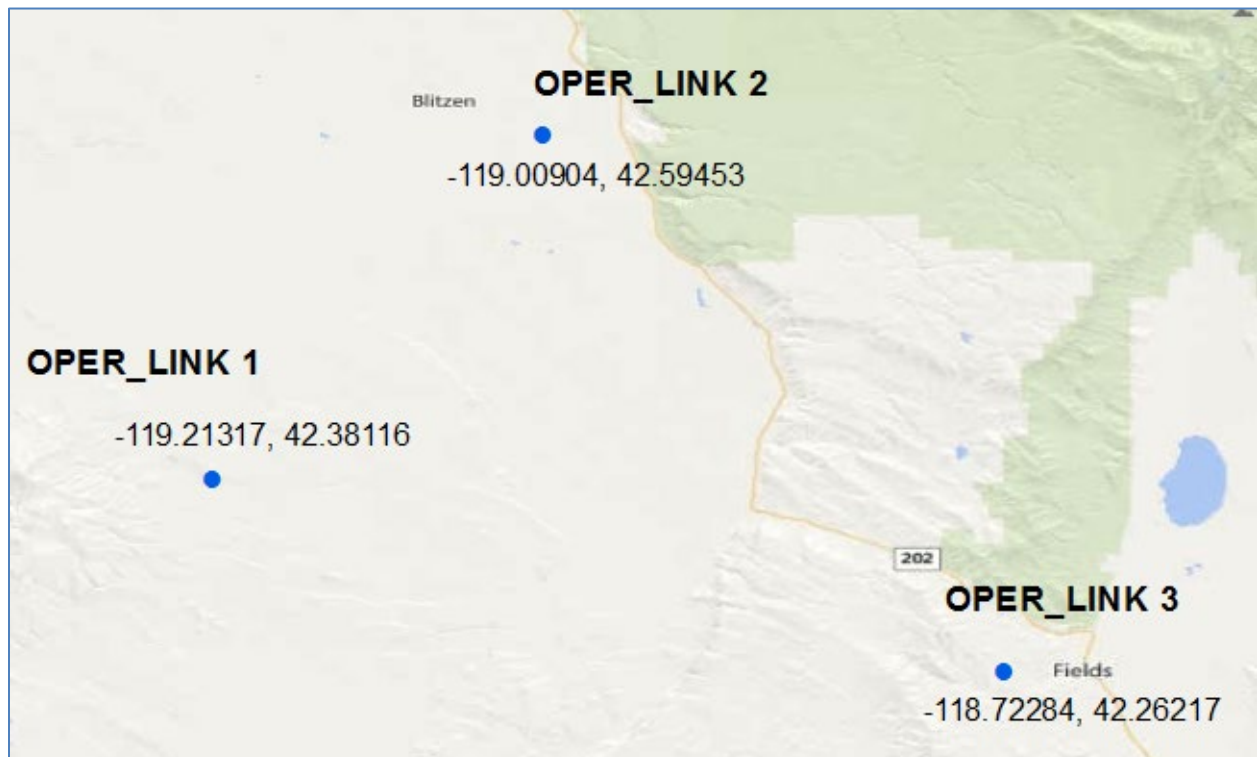 OPER_LINK 2
Blitzen
-119.00904, 42.59453
OPER_LINK 1
-119.21317, 42.38116
202
OPER_LINK 3
Fields
-118.72284, 42.26217